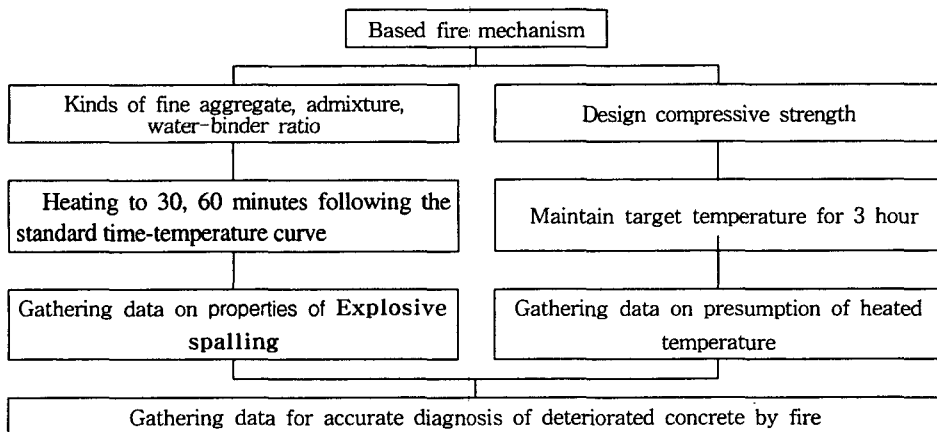 Based fire mechanism
Kinds of fine aggregate, admixture,
water-binder ratio
Design compressive strength
Heating to 30, 60 minutes following the
standard time-temperature curve
Maintain target temperature for 3 hour
Gathering data on properties of Explosive
spalling
Gathering data on presumption of heated
temperature
Gathering data for accurate diagnosis of deteriorated concrete by fire